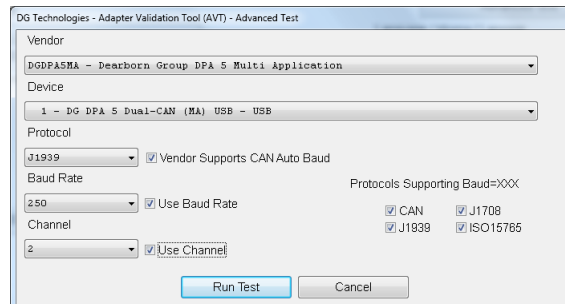 DG Technologies - Adapter Validation Tool (AVT) - Advanced Test
Vendor
DGDPA5MA - Dearborn Group DPA 5 Multi Application
Device
1 - DG DPA 5 Dual-CAN (MA) USB - USB
Protocol
J1939
Vendor Supports CAN Auto Baud
Baud Rate
Protocols Supporting Baud=XXX
250
Use Baud Rate
CAN
J1708
Channel
J1939
ISO15765
2
Use Channel
Run Test
Cancel